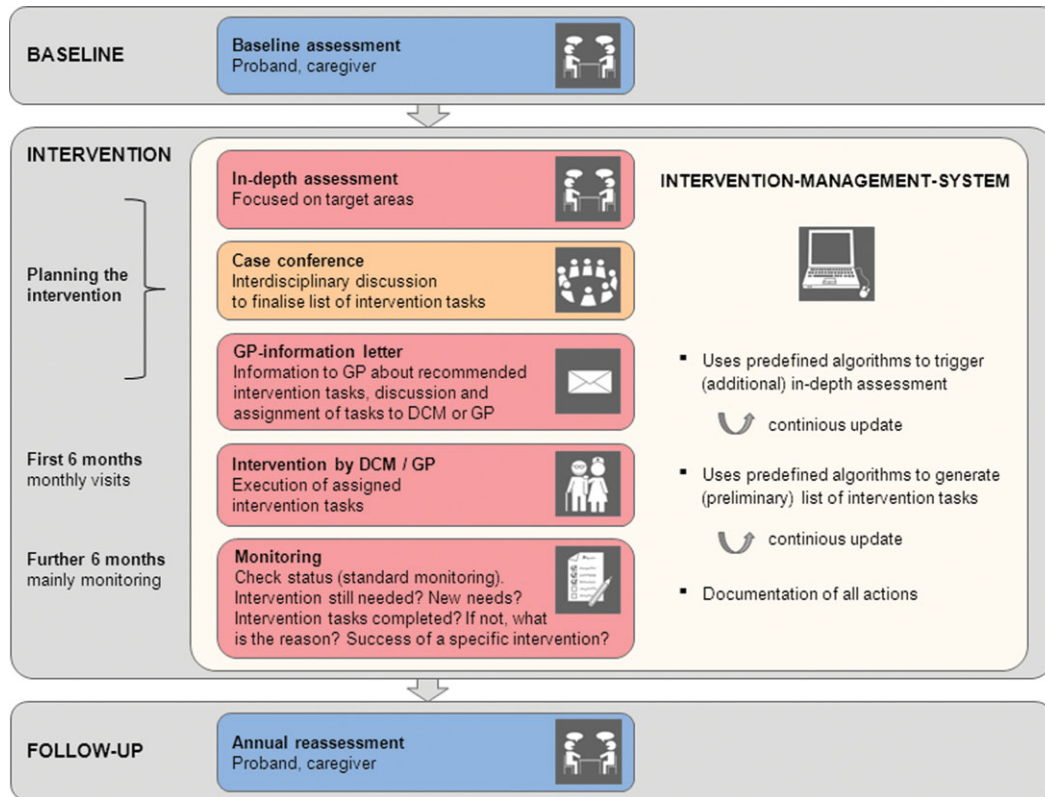 BASELINE
Baseline assessment
Proband, caregiver
INTERVENTION
Planning the
intervention
First 6 months
monthly visits
Further 6 months
mainly monitoring
In-depth assessment
Focused on target areas
Case conference
Interdisciplinary discussion
to finalise list of intervention tasks
GP-information letter
Information to GP about recommended
intervention tasks, discussion and
assignment of tasks to DCM or GP
Intervention by DCM / GP
Execution of assigned
intervention tasks
Monitoring
Check status (standard monitoring).
Intervention still needed? New needs?
Intervention tasks completed? If not, what
is the reason? Success of a specific intervention?
INTERVENTION-MANAGEMENT-SYSTEM
▪ Uses predefined algorithms to trigger
(additional) in-depth assessment
continious update
▪ Uses predefined algorithms to generate
(preliminary) list of intervention tasks
continious update
▪ Documentation of all actions
FOLLOW-UP
Annual reassessment
Proband, caregiver